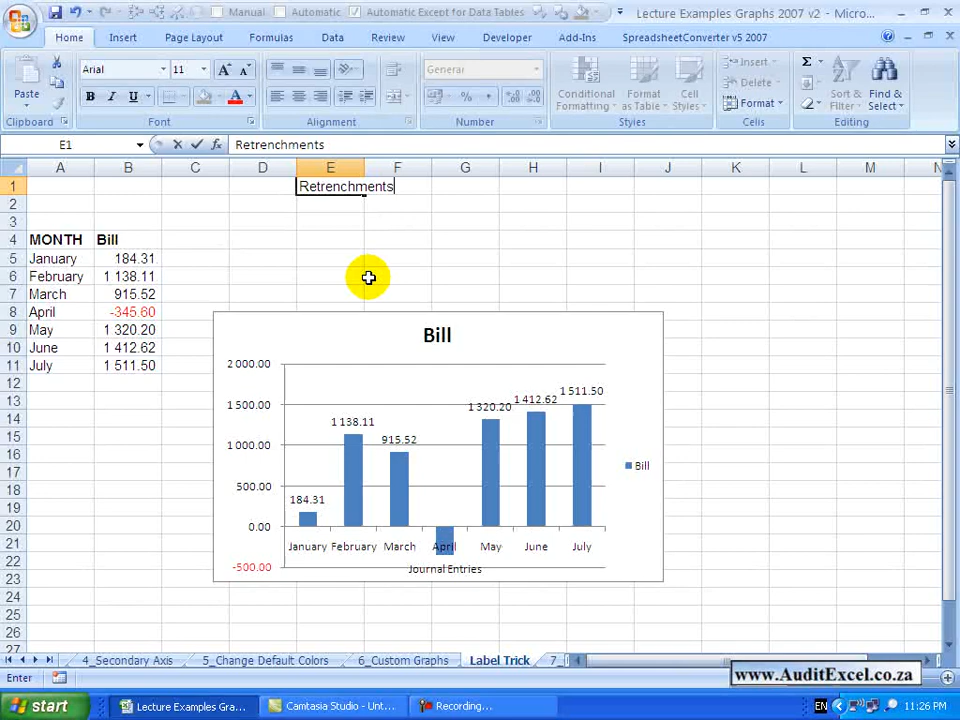 Manual
Automatic
Automatic Except for Data Tables
Lecture Examples Graphs 2007 v2 - Micro...
Home
Insert
Page Layout
Formulas
Data
Review
View
Developer
Add-Ins
SpreadsheetConverter v5 2007
Paste
Arial
11
General
Conditional Formatting
Format as Table
Cell Styles
Insert
Delete
Format
Sort & Filter
Find & Select
Clipboard
Font
Alignment
Number
Styles
Cells
Editing
E1
Retrenchments
A B C D E F G H I J K L M N
1 Retrenchments
2
3
4 MONTH Bill
5 January 184.31
6 February 1 138.11
7 March 915.52
8 April -345.60
9 May 1 320.20
10 June 1 412.62
11 July 1 511.50
12
13
14
15
16
17
18
19
20
21
22
23
24
25
26
27
Bill
2 000.00
1 500.00
1 000.00
500.00
0.00
-500.00
184.31
1 138.11
915.52
1 320.20
1 412.62
1 511.50
January February March April May June July
Journal Entries
Bill
4_Secondary Axis
5_Change Default Colors
6_Custom Graphs
Label Trick
7_
Enter
www.AuditExcel.co.za
start
Lecture Examples Gra...
Camtasia Studio - Unt...
Recording...
EN
11:26 PM